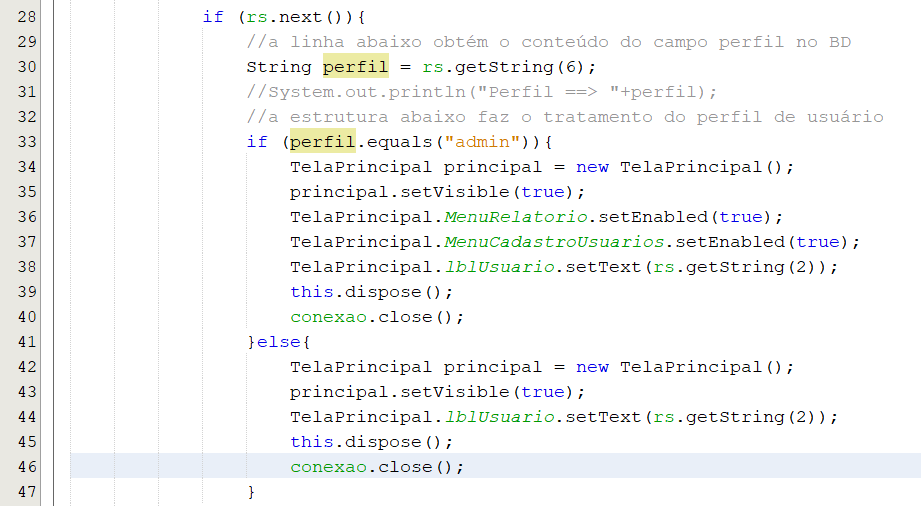 28 if (rs.next()){
29 //a linha abaixo obtém o conteúdo do campo perfil no BD
30 String perfil = rs.getString(6);
31 //System.out.println("Perfil ==> "+perfil);
32 //a estrutura abaixo faz o tratamento do perfil de usuário
33 if (perfil.equals("admin")){
34 TelaPrincipal principal = new TelaPrincipal();
35 principal.setVisible(true);
36 TelaPrincipal.MenuRelatorio.setEnabled(true);
37 TelaPrincipal.MenuCadastroUsuarios.setEnabled(true);
38 TelaPrincipal.lblUsuario.setText(rs.getString(2));
39 this.dispose();
40 conexao.close();
41 }else{
42 TelaPrincipal principal = new TelaPrincipal();
43 principal.setVisible(true);
44 TelaPrincipal.lblUsuario.setText(rs.getString(2));
45 this.dispose();
46 conexao.close();
47 }